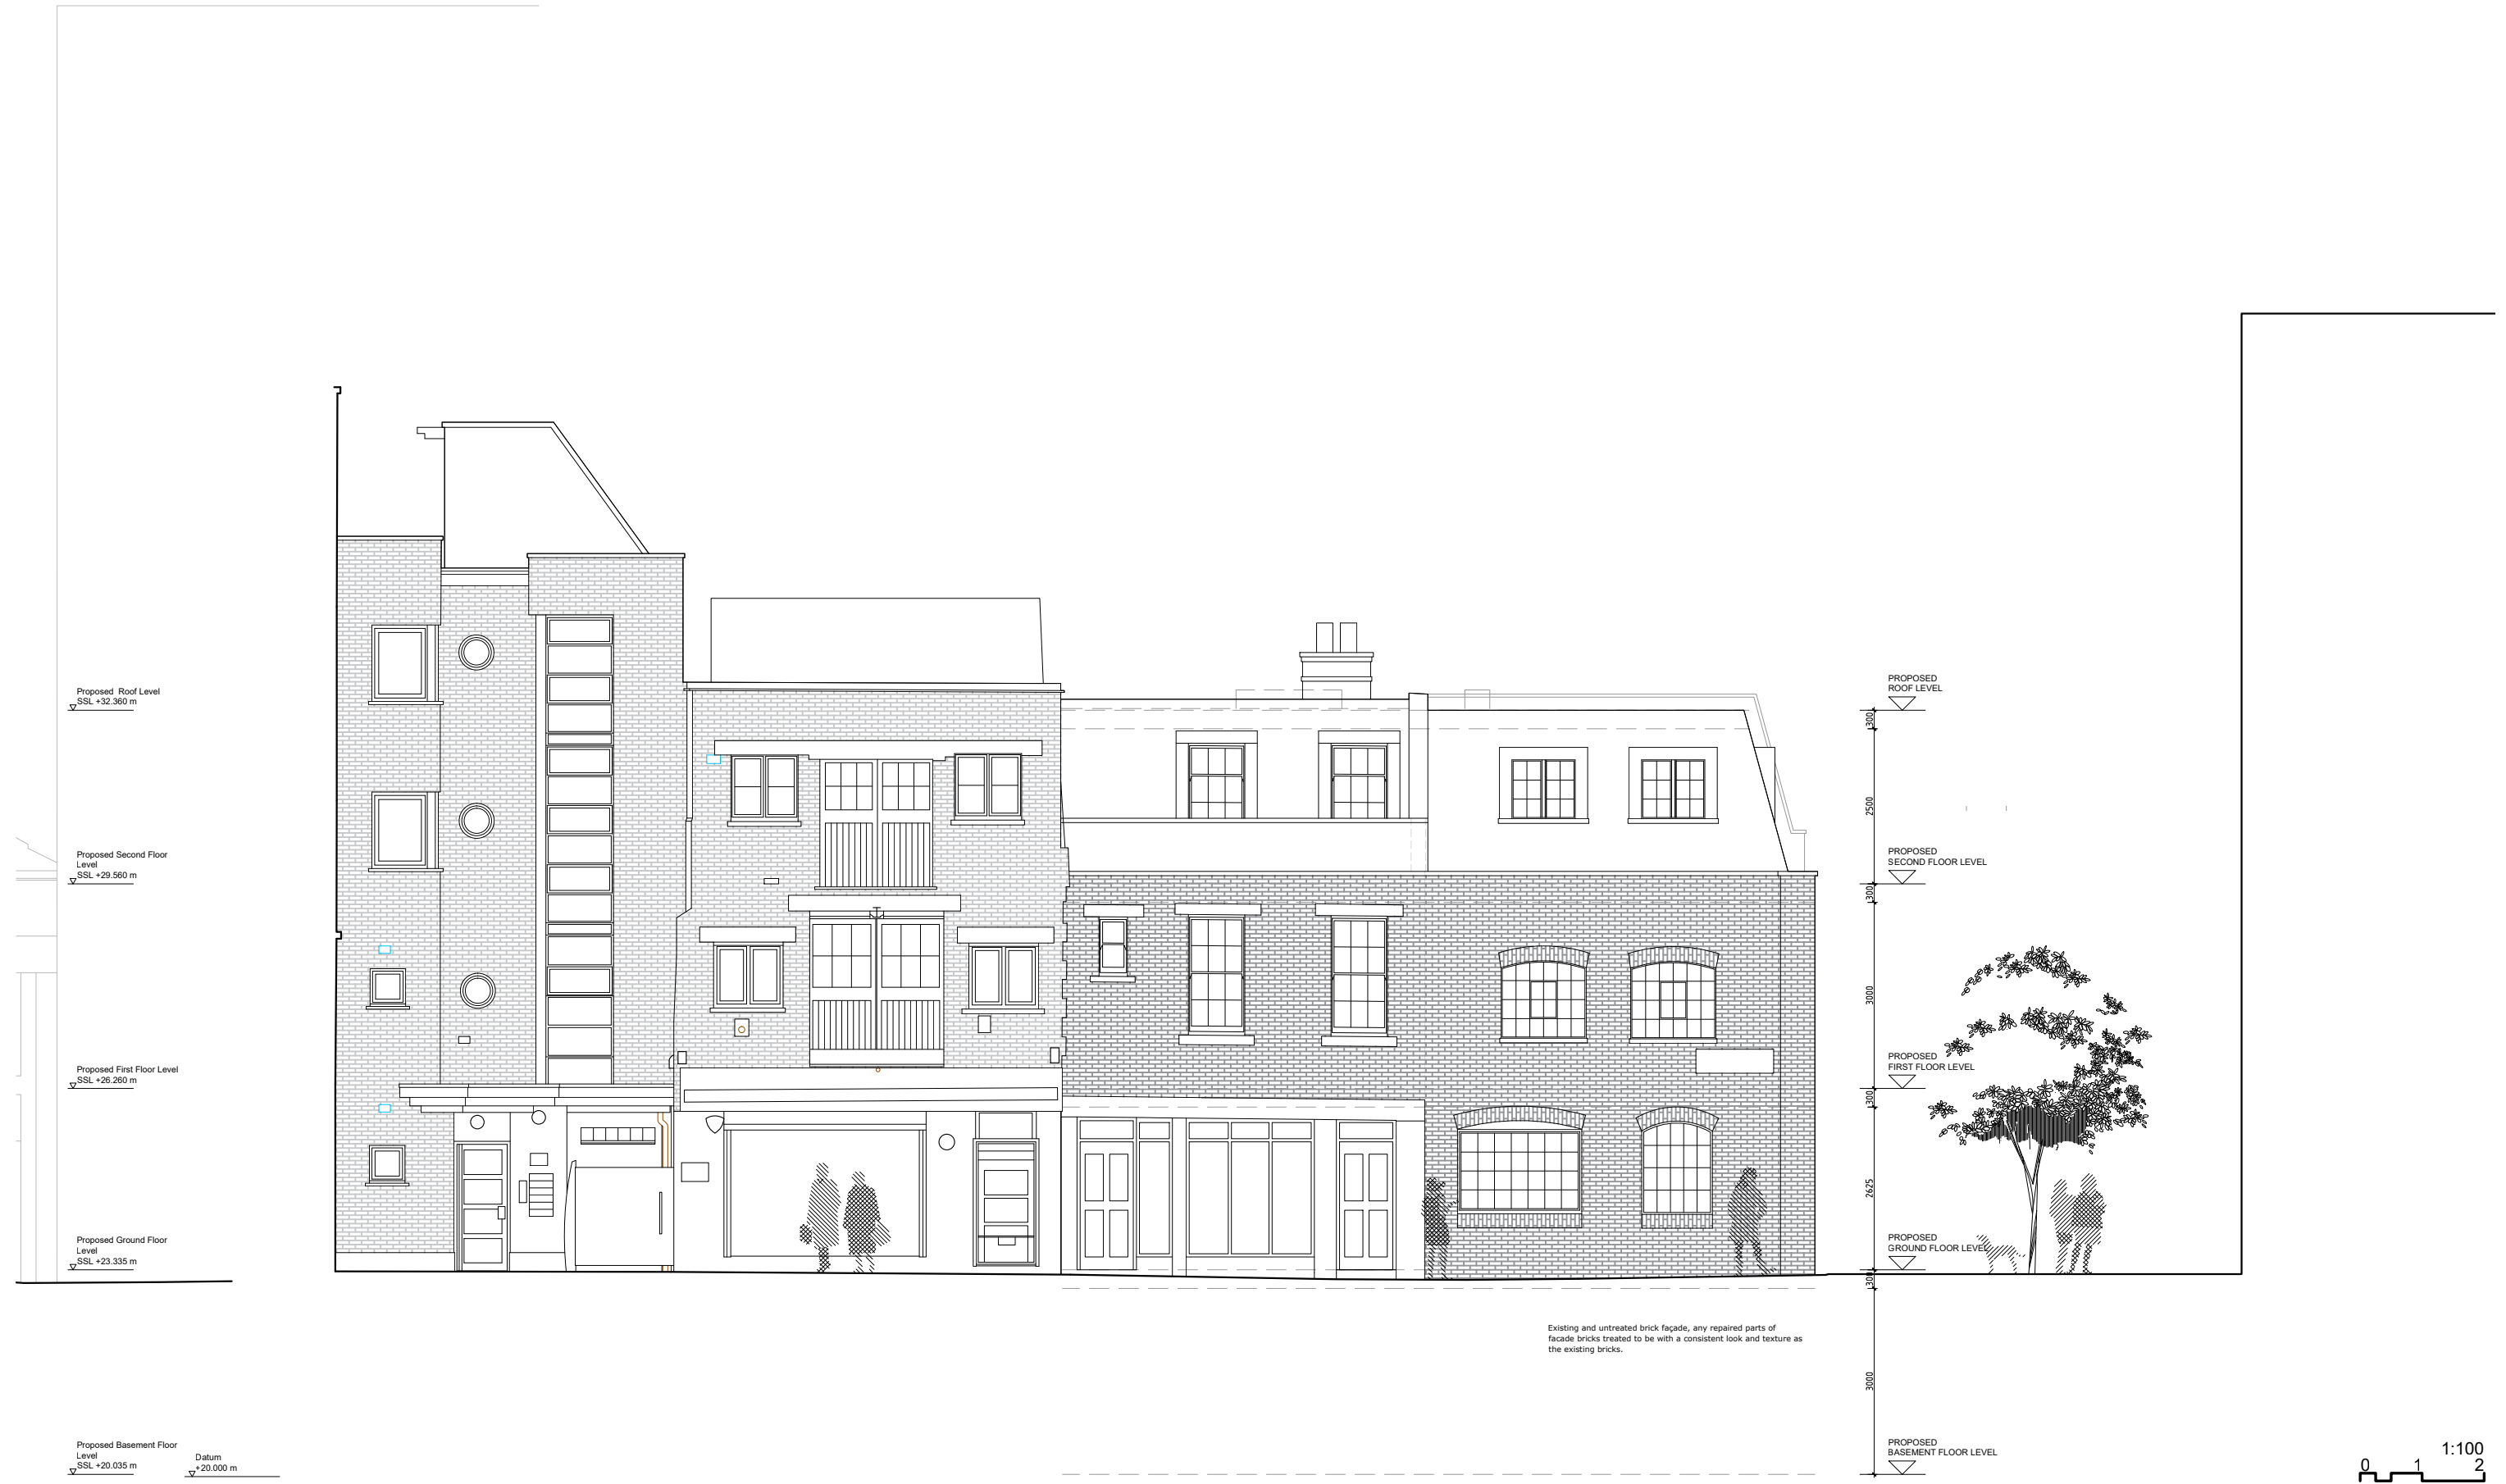 Proposed  Roof Level
SSL +32.360 m
Proposed Second Floor
Level
SSL +29.560 m
Proposed First Floor Level
SSL +26.260 m
Proposed Ground Floor
Level
SSL +23.335 m
Proposed Basement Floor
Level
SSL +20.035 m
Datum
+20.000 m
PROPOSED
ROOF LEVEL
300
2500
PROPOSED
SECOND FLOOR LEVEL
300
3000
PROPOSED
FIRST FLOOR LEVEL
300
2625
PROPOSED
GROUND FLOOR LEVEL
300
Existing and untreated brick façade, any repaired parts of
facade bricks treated to be with a consistent look and texture as
the existing bricks.
3000
PROPOSED
BASEMENT FLOOR LEVEL
1:100
0 1 2